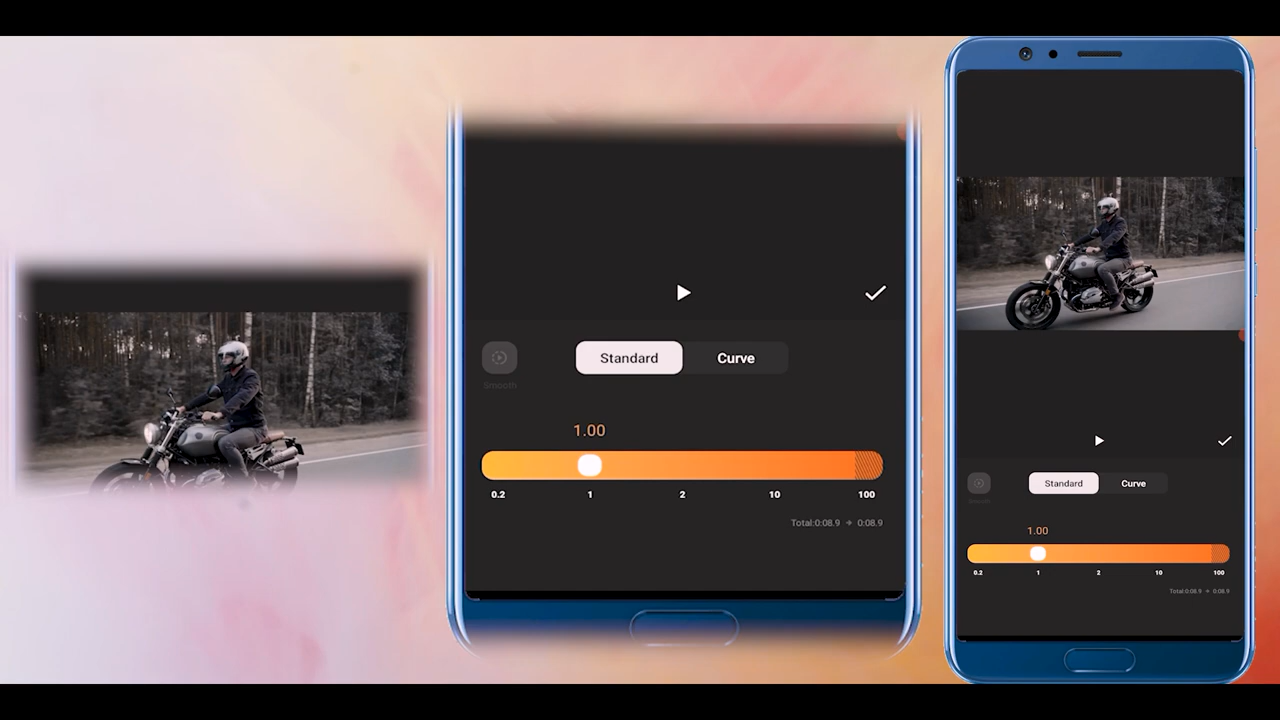 Standard Curve
Smooth
1.00
0.2 1 2 10 100
Total:0:08.9 → 0:08.9
Standard Curve
1.00
0.2 1 2 10 100
Total:0:08.9 → 0:08.9